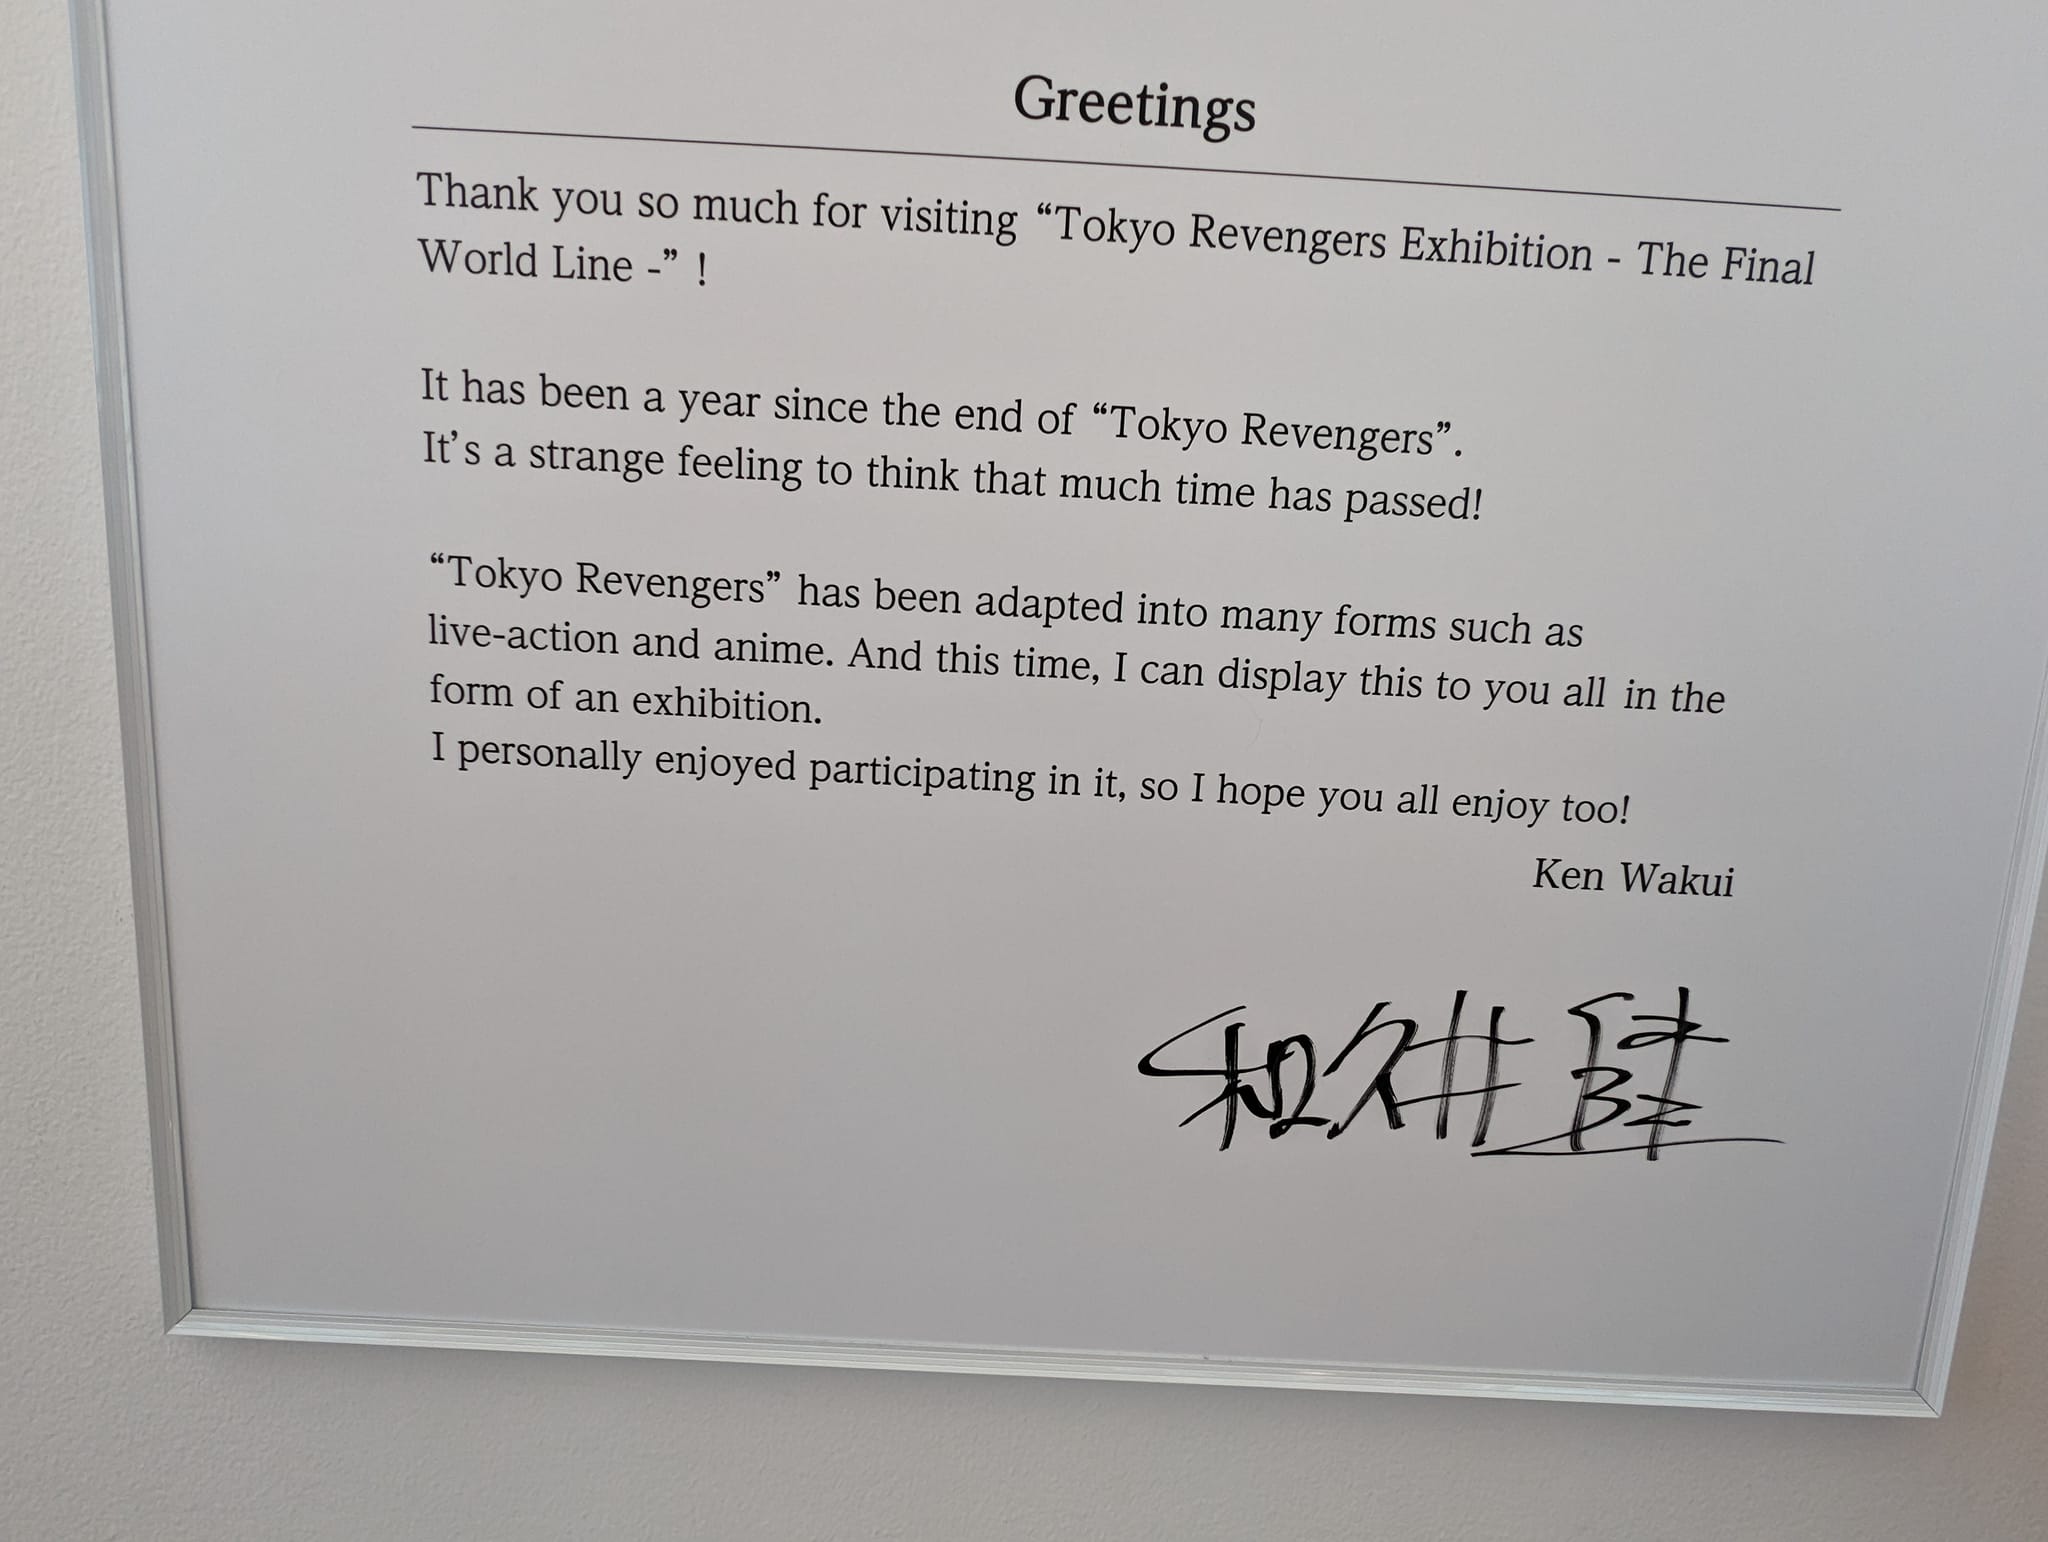 Greetings
Thank you so much for visiting “Tokyo Revengers Exhibition - The Final
World Line -” !
It has been a year since the end of “Tokyo Revengers”.
It’s a strange feeling to think that much time has passed!
“Tokyo Revengers” has been adapted into many forms such as
live-action and anime. And this time, I can display this to you all in the
form of an exhibition.
I personally enjoyed participating in it, so I hope you all enjoy too!
Ken Wakui
和久井健